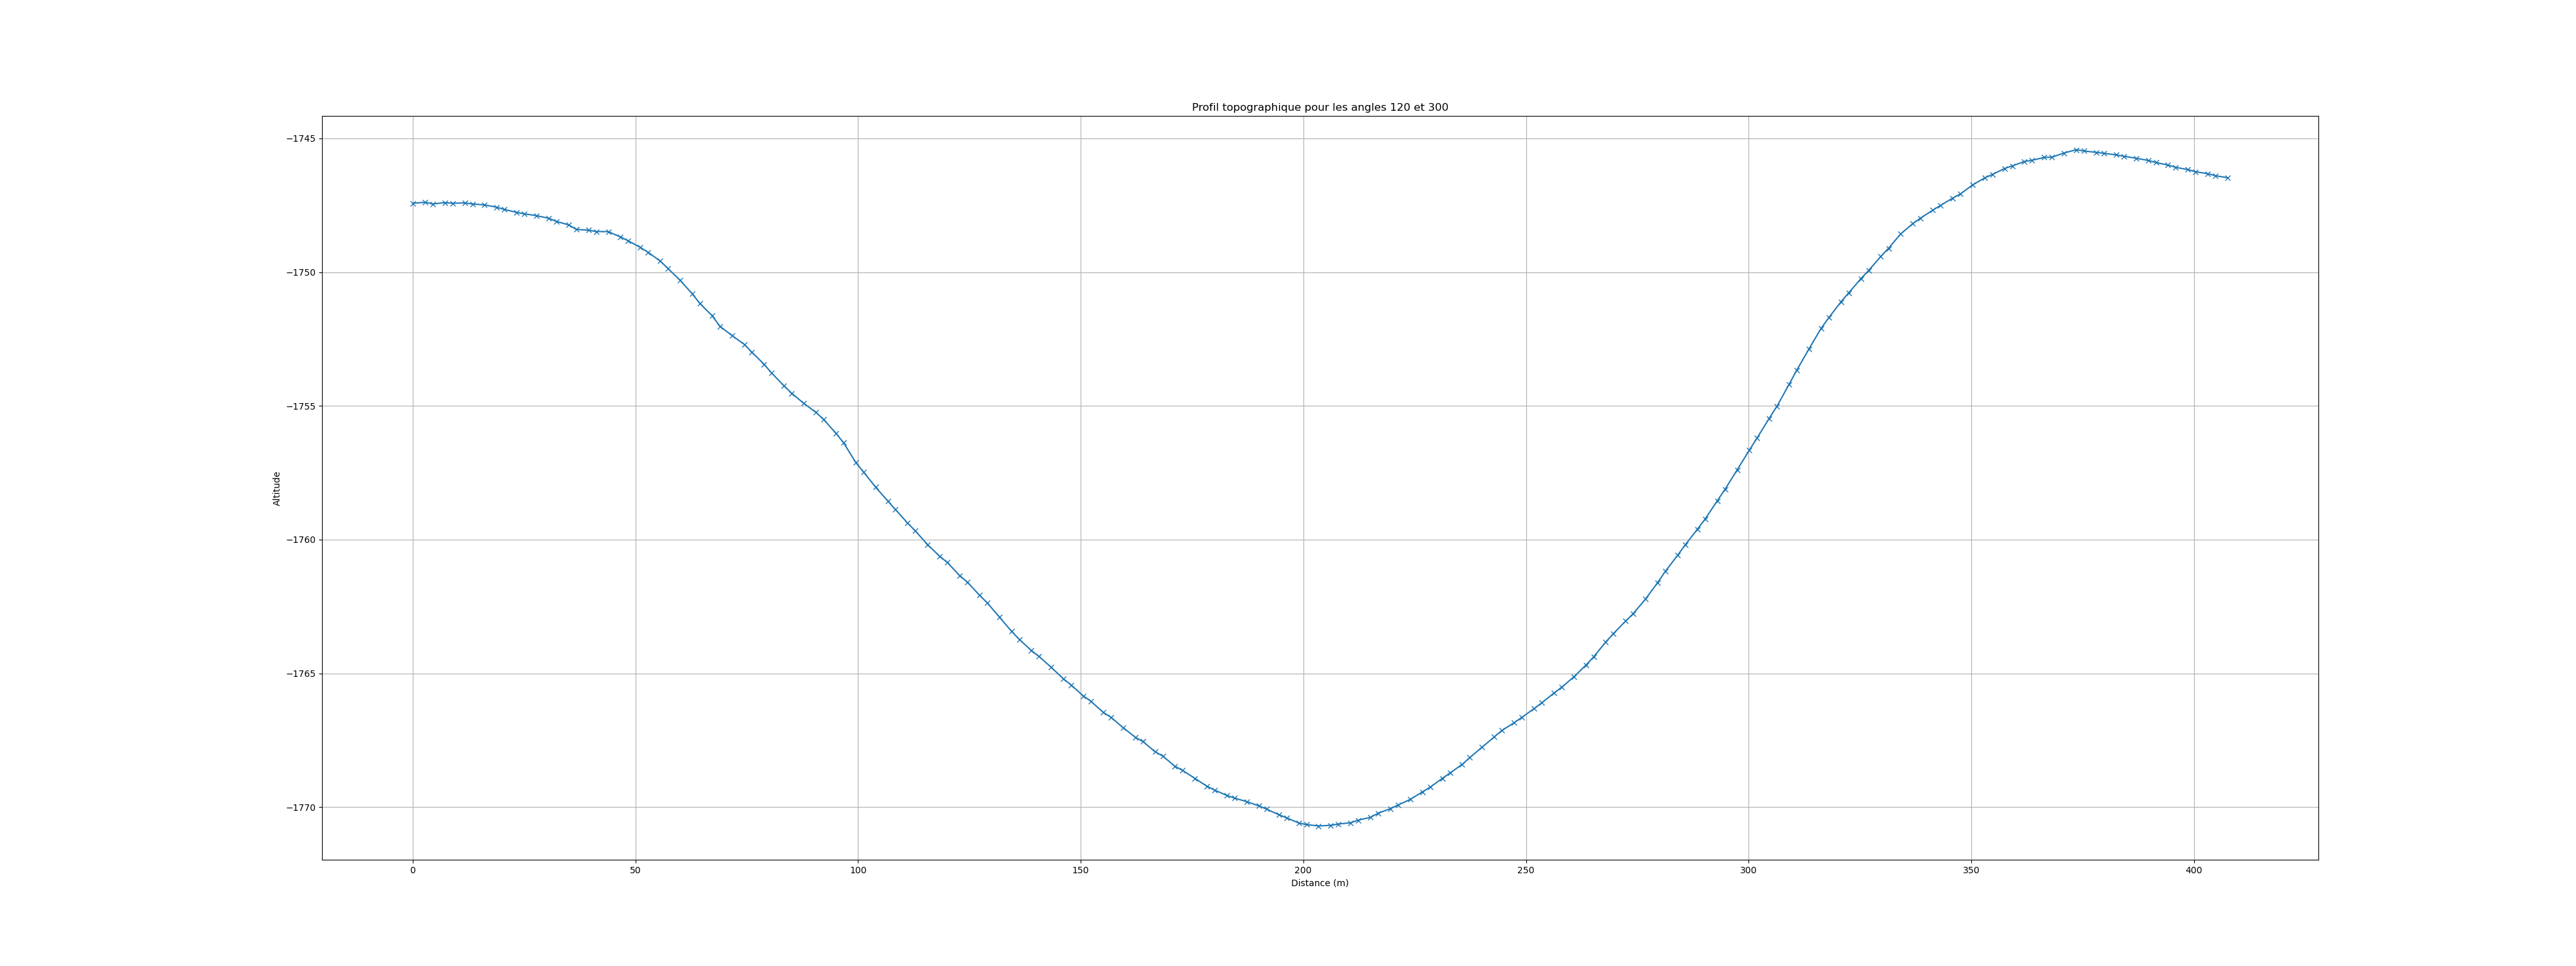 Profil topographique pour les angles 120 et 300
−1745
−1750
−1755
−1760
−1765
−1770
Altitude
0 50 100 150 200 250 300 350 400
Distance (m)